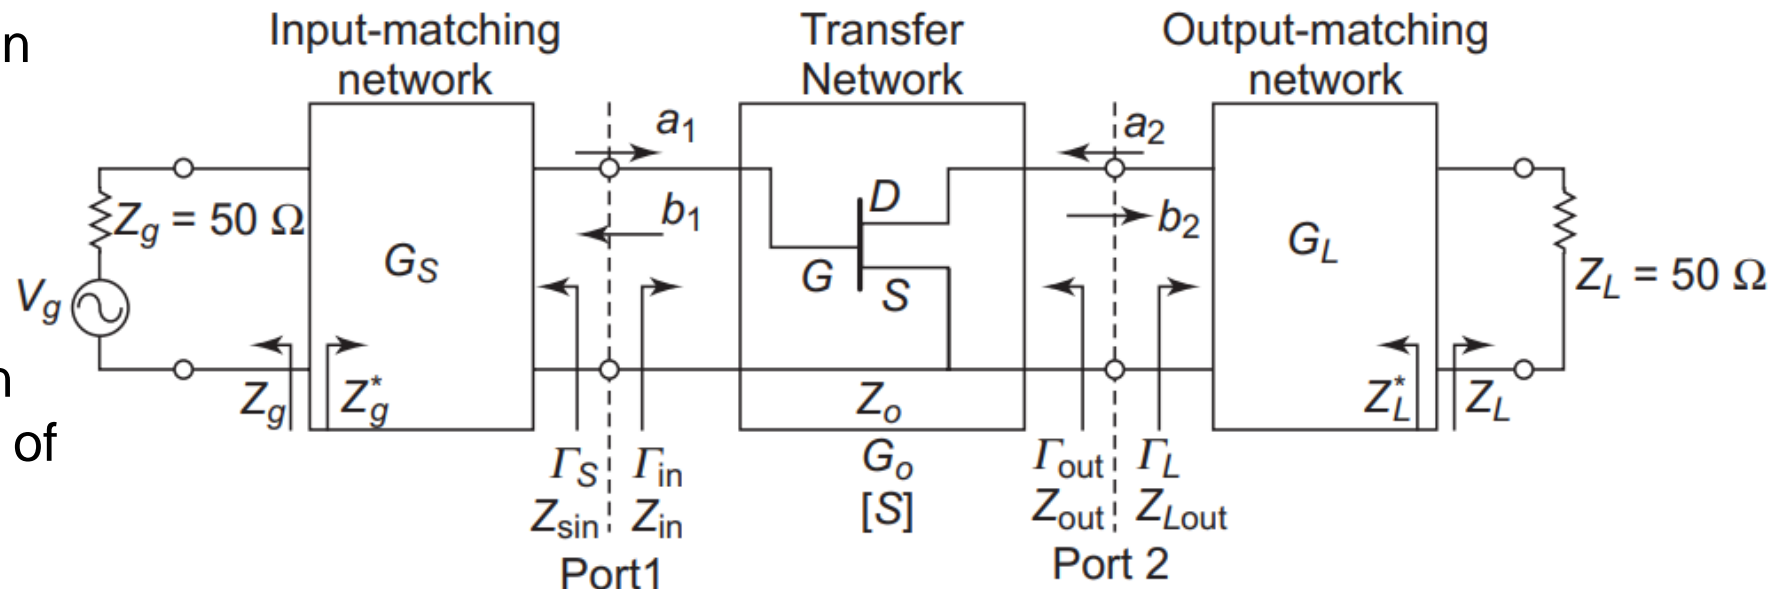 n
n
of
Input-matching
network
Transfer
Network
Output-matching
network
a1
a2
b1
b2
Zg = 50 Ω
Vg
GS
D
G
S
GL
ZL = 50 Ω
Zg
Z*g
Zo
Z*L
ZL
ΓS
Γin
Go
Γout
ΓL
Zsin
Zin
[S]
Zout
ZLout
Port1
Port 2